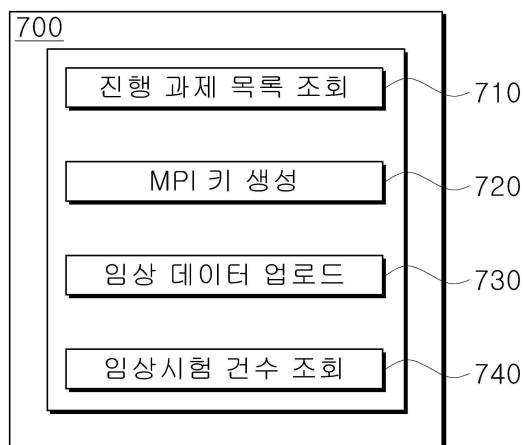 700
진행 과제 목록 조회
710
MPI 키 생성
720
임상 데이터 업로드
730
임상시험 건수 조회
740